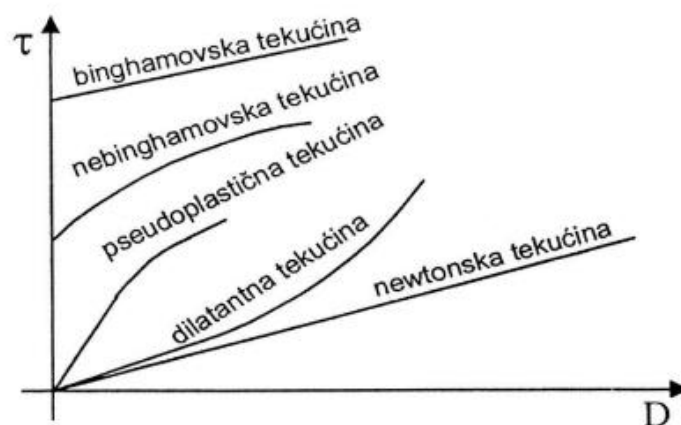 τ
binghamovska tekućina
nebinghamovska tekućina
pseudoplastična tekućina
dilatantna tekućina
newtonska tekućina
D